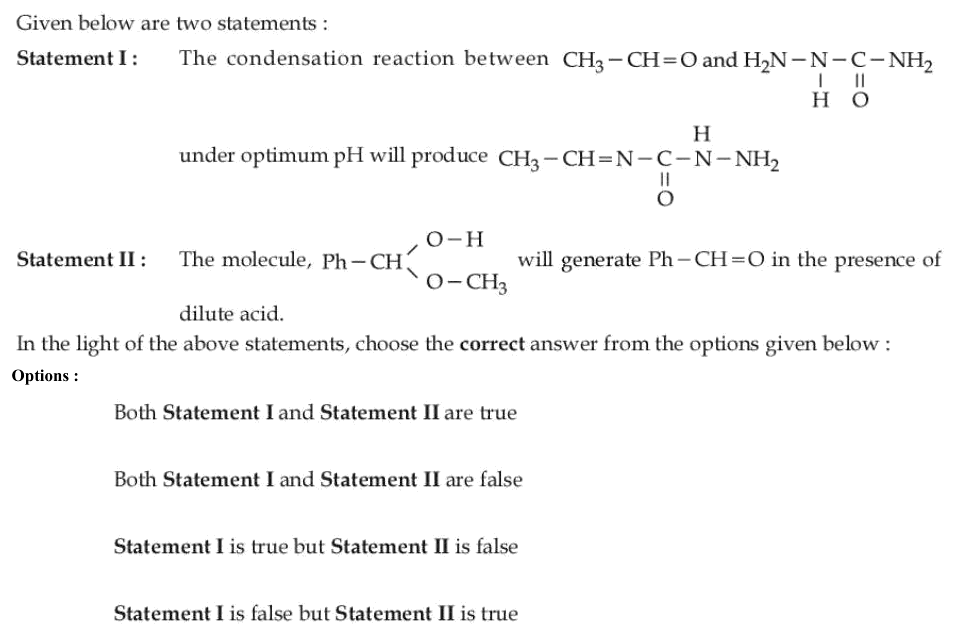 Given below are two statements :
Statement I : The condensation reaction between CH₃−CH=O and H₂N−N−C−NH₂
| ||
H O
H
under optimum pH will produce CH₃−CH=N−C−N−NH₂
||
O
O−H
Statement II : The molecule, Ph−CH will generate Ph−CH=O in the presence of
O−CH₃
dilute acid.
In the light of the above statements, choose the correct answer from the options given below :
Options :
Both Statement I and Statement II are true
Both Statement I and Statement II are false
Statement I is true but Statement II is false
Statement I is false but Statement II is true